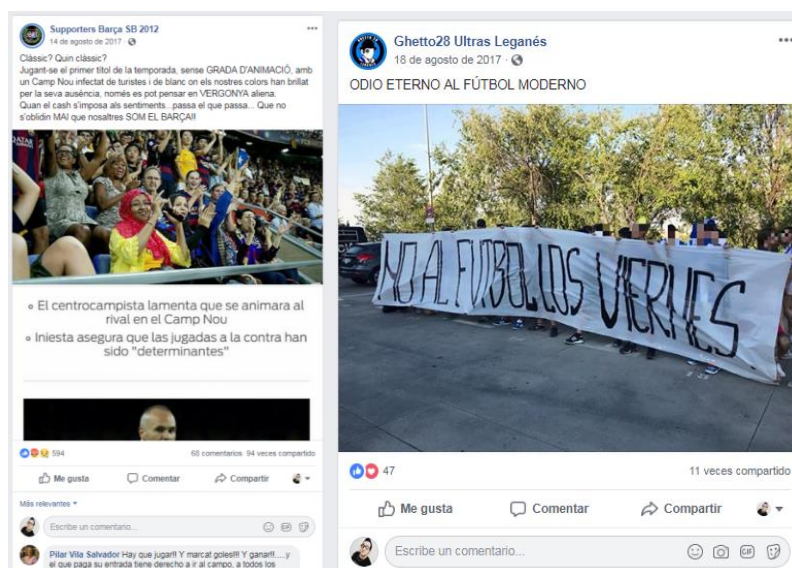 Supporters Barça SB 2012
14 de agosto de 2017 ·
Clàssic? Quin clàssic?
Jugant-se el primer títol de la temporada, sense GRADA D'ANIMACIÓ, amb
un Camp Nou infectat de turistes i de blanc on els nostres colors han brillat
per la seva ausència, només es pot pensar en VERGONYA aliena.
Quan el cash s'imposa als sentiments...passa el que passa... Que no
s'oblidin MAI que nosaltres SOM EL BARÇA!!
El centrocampista lamenta que se animara al
rival en el Camp Nou
Iniesta asegura que las jugadas a la contra han
sido "determinantes"
594
68 comentarios 94 veces compartido
Me gusta Comentar Compartir
Más relevantes
Escribe un comentario...
GIF
Pilar Vila Salvador Hay que jugar!! Y marcat goles!!! Y ganar!!....y
el que paga su entrada tiene derecho a ir al campo, a todos los
Ghetto28 Ultras Leganés
18 de agosto de 2017 ·
ODIO ETERNO AL FÚTBOL MODERNO
NO AL FUTBOL LOS VIERNES
47
11 veces compartido
Me gusta Comentar Compartir
Escribe un comentario...
GIF